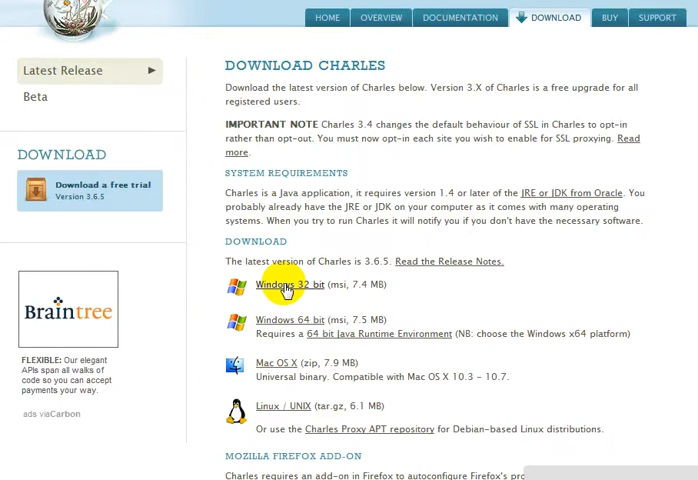 HOME OVERVIEW DOCUMENTATION DOWNLOAD BUY SUPPORT
Latest Release
Beta
DOWNLOAD
Download a free trial
Version 3.6.5
Braintree
FLEXIBLE: Our elegant
APIs span all walks of
code so you can accept
payments your way.
ads viaCarbon
DOWNLOAD CHARLES
Download the latest version of Charles below. Version 3.X of Charles is a free upgrade for all
registered users.
IMPORTANT NOTE Charles 3.4 changes the default behaviour of SSL in Charles to opt-in
rather than opt-out. You must now opt-in each site you wish to enable for SSL proxying. Read
more.
SYSTEM REQUIREMENTS
Charles is a Java application, it requires version 1.4 or later of the JRE or JDK from Oracle. You
probably already have the JRE or JDK on your computer as it comes with many operating
systems. When you try to run Charles it will notify you if you don't have the necessary software.
DOWNLOAD
The latest version of Charles is 3.6.5. Read the Release Notes.
Windows 32 bit (msi, 7.4 MB)
Windows 64 bit (msi, 7.5 MB)
Requires a 64 bit Java Runtime Environment (NB: choose the Windows x64 platform)
Mac OS X (zip, 7.9 MB)
Universal binary. Compatible with Mac OS X 10.3 - 10.7.
Linux / UNIX (tar.gz, 6.1 MB)
Or use the Charles Proxy APT repository for Debian-based Linux distributions.
MOZILLA FIREFOX ADD-ON
Charles requires an add-on in Firefox to autoconfigure Firefox's